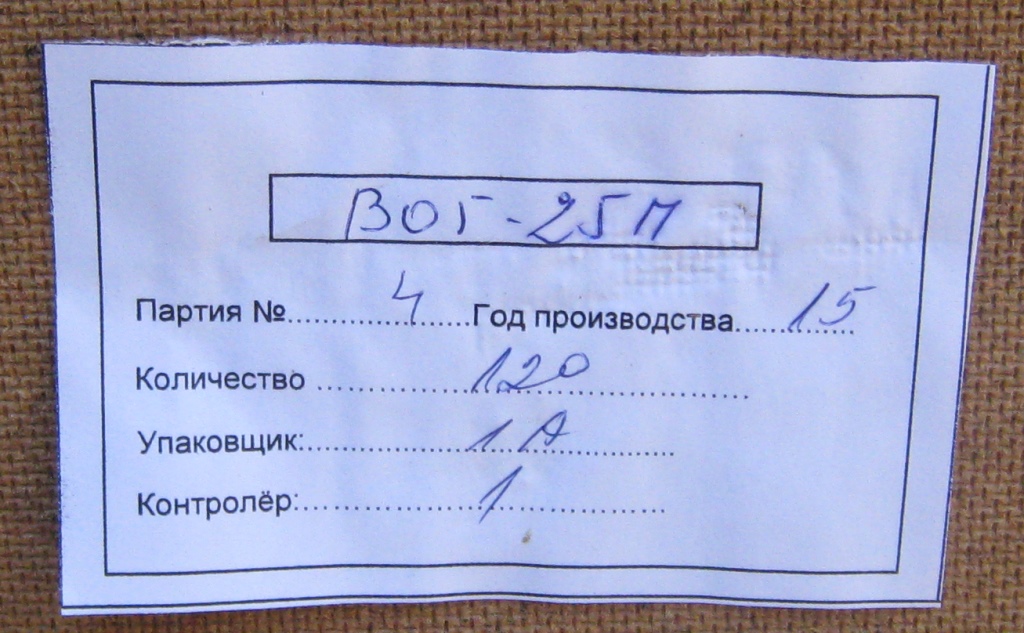 ВОГ-25П
Партия №......4......Год производства......15......
Количество ......120......
Упаковщик:......1А......
Контролёр:......1......